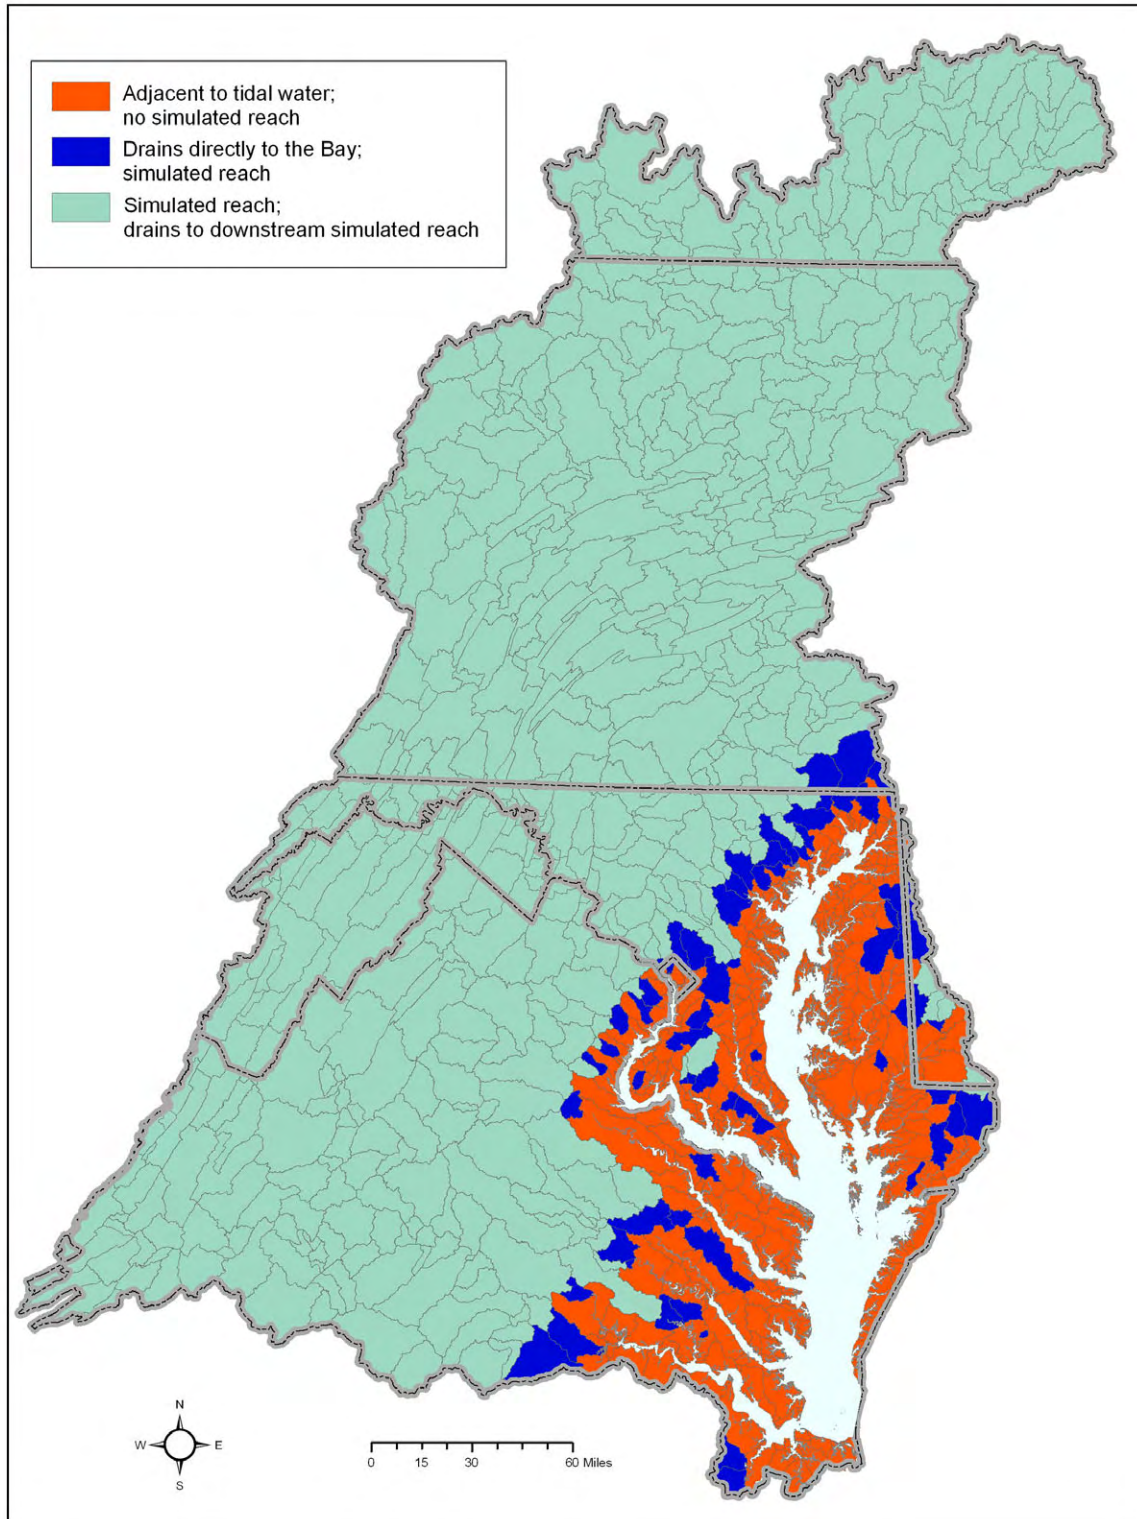 Adjacent to tidal water;
no simulated reach
Drains directly to the Bay;
simulated reach
Simulated reach;
drains to downstream simulated reach
N
W E
S
0 15 30 60 Miles